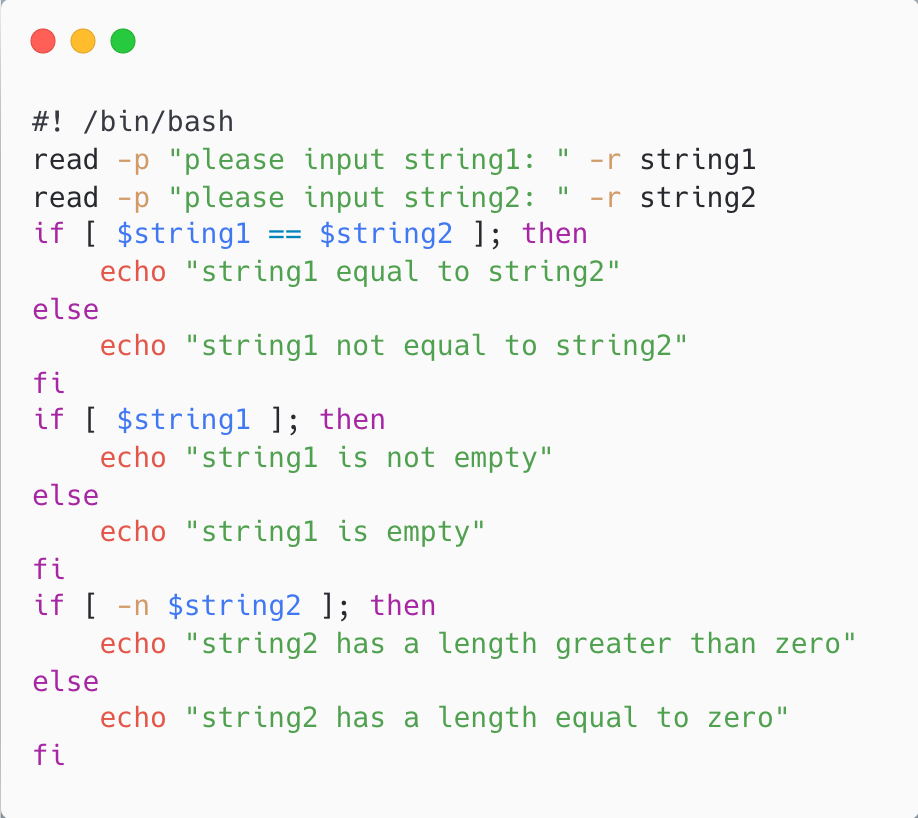 #! /bin/bash
read -p "please input string1: " -r string1
read -p "please input string2: " -r string2
if [ $string1 == $string2 ]; then
    echo "string1 equal to string2"
else
    echo "string1 not equal to string2"
fi
if [ $string1 ]; then
    echo "string1 is not empty"
else
    echo "string1 is empty"
fi
if [ -n $string2 ]; then
    echo "string2 has a length greater than zero"
else
    echo "string2 has a length equal to zero"
fi